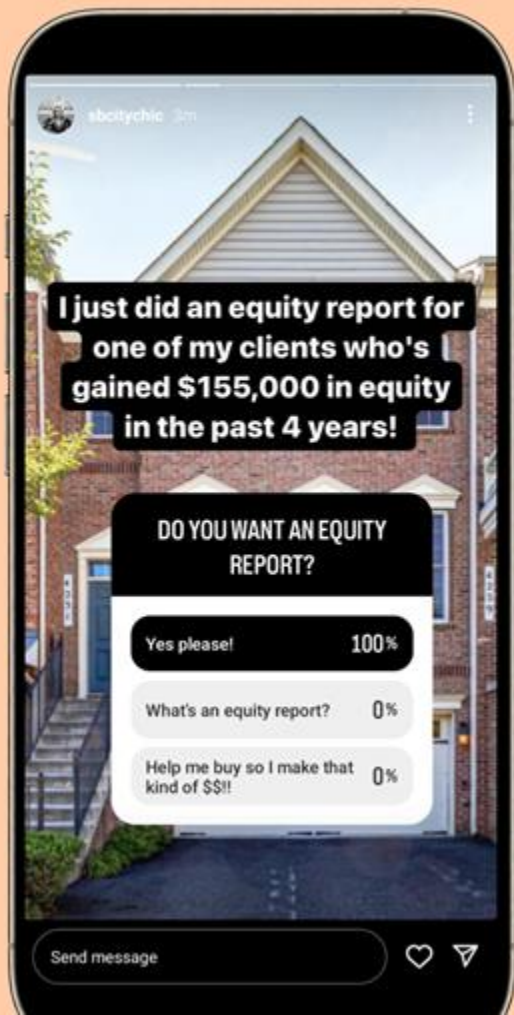 sbcitychic 3m
I just did an equity report for
one of my clients who's
gained $155,000 in equity
in the past 4 years!
DO YOU WANT AN EQUITY
REPORT?
Yes please! 100%
What's an equity report? 0%
Help me buy so I make that
kind of $$!! 0%
Send message